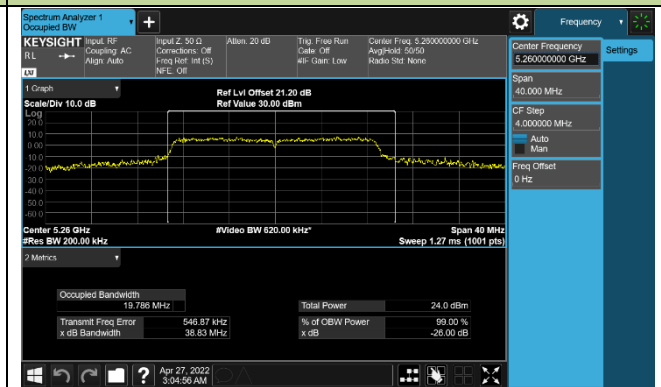 Spectrum Analyzer 1
Occupied BW
Frequency
KEYSIGHT
RL
LXI
Input: RF
Coupling: AC
Align: Auto
Input Z: 50 Ω
Corrections: Off
Freq Ref: Int (S)
NFE: Off
Atten: 20 dB
Trig: Free Run
Gate: Off
#IF Gain: Low
Center Freq: 5.260000000 GHz
Avg|Hold: 50/50
Radio Std: None
Center Frequency
5.260000000 GHz
Settings
Span
40.000 MHz
CF Step
4.000000 MHz
Auto
Man
Freq Offset
0 Hz
1 Graph
Scale/Div 10.0 dB
Ref Lvl Offset 21.20 dB
Ref Value 30.00 dBm
Log
20.0
10.0
0.00
-10.0
-20.0
-30.0
-40.0
-50.0
-60.0
Center 5.26 GHz
#Res BW 200.00 kHz
#Video BW 620.00 kHz*
Span 40 MHz
Sweep 1.27 ms (1001 pts)
2 Metrics
Occupied Bandwidth
19.786 MHz
Total Power 24.0 dBm
Transmit Freq Error 546.87 kHz
% of OBW Power 99.00 %
x dB Bandwidth 38.83 MHz
x dB -26.00 dB
?
Apr 27, 2022
3:04:56 AM